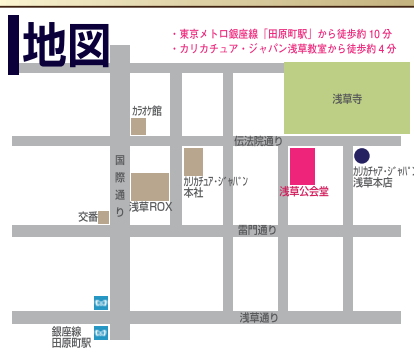 地図
・東京メトロ銀座線「田原町駅」から徒歩約10分
・カリカチュア・ジャパン浅草教室から徒歩約4分
浅草寺
カラオケ館
伝法院通り
国際通り
カリカチュア・ジャパン
本社
浅草公会堂
カリカチャア・ジャパン
浅草本店
浅草ROX
交番
雷門通り
浅草通り
銀座線
田原町駅